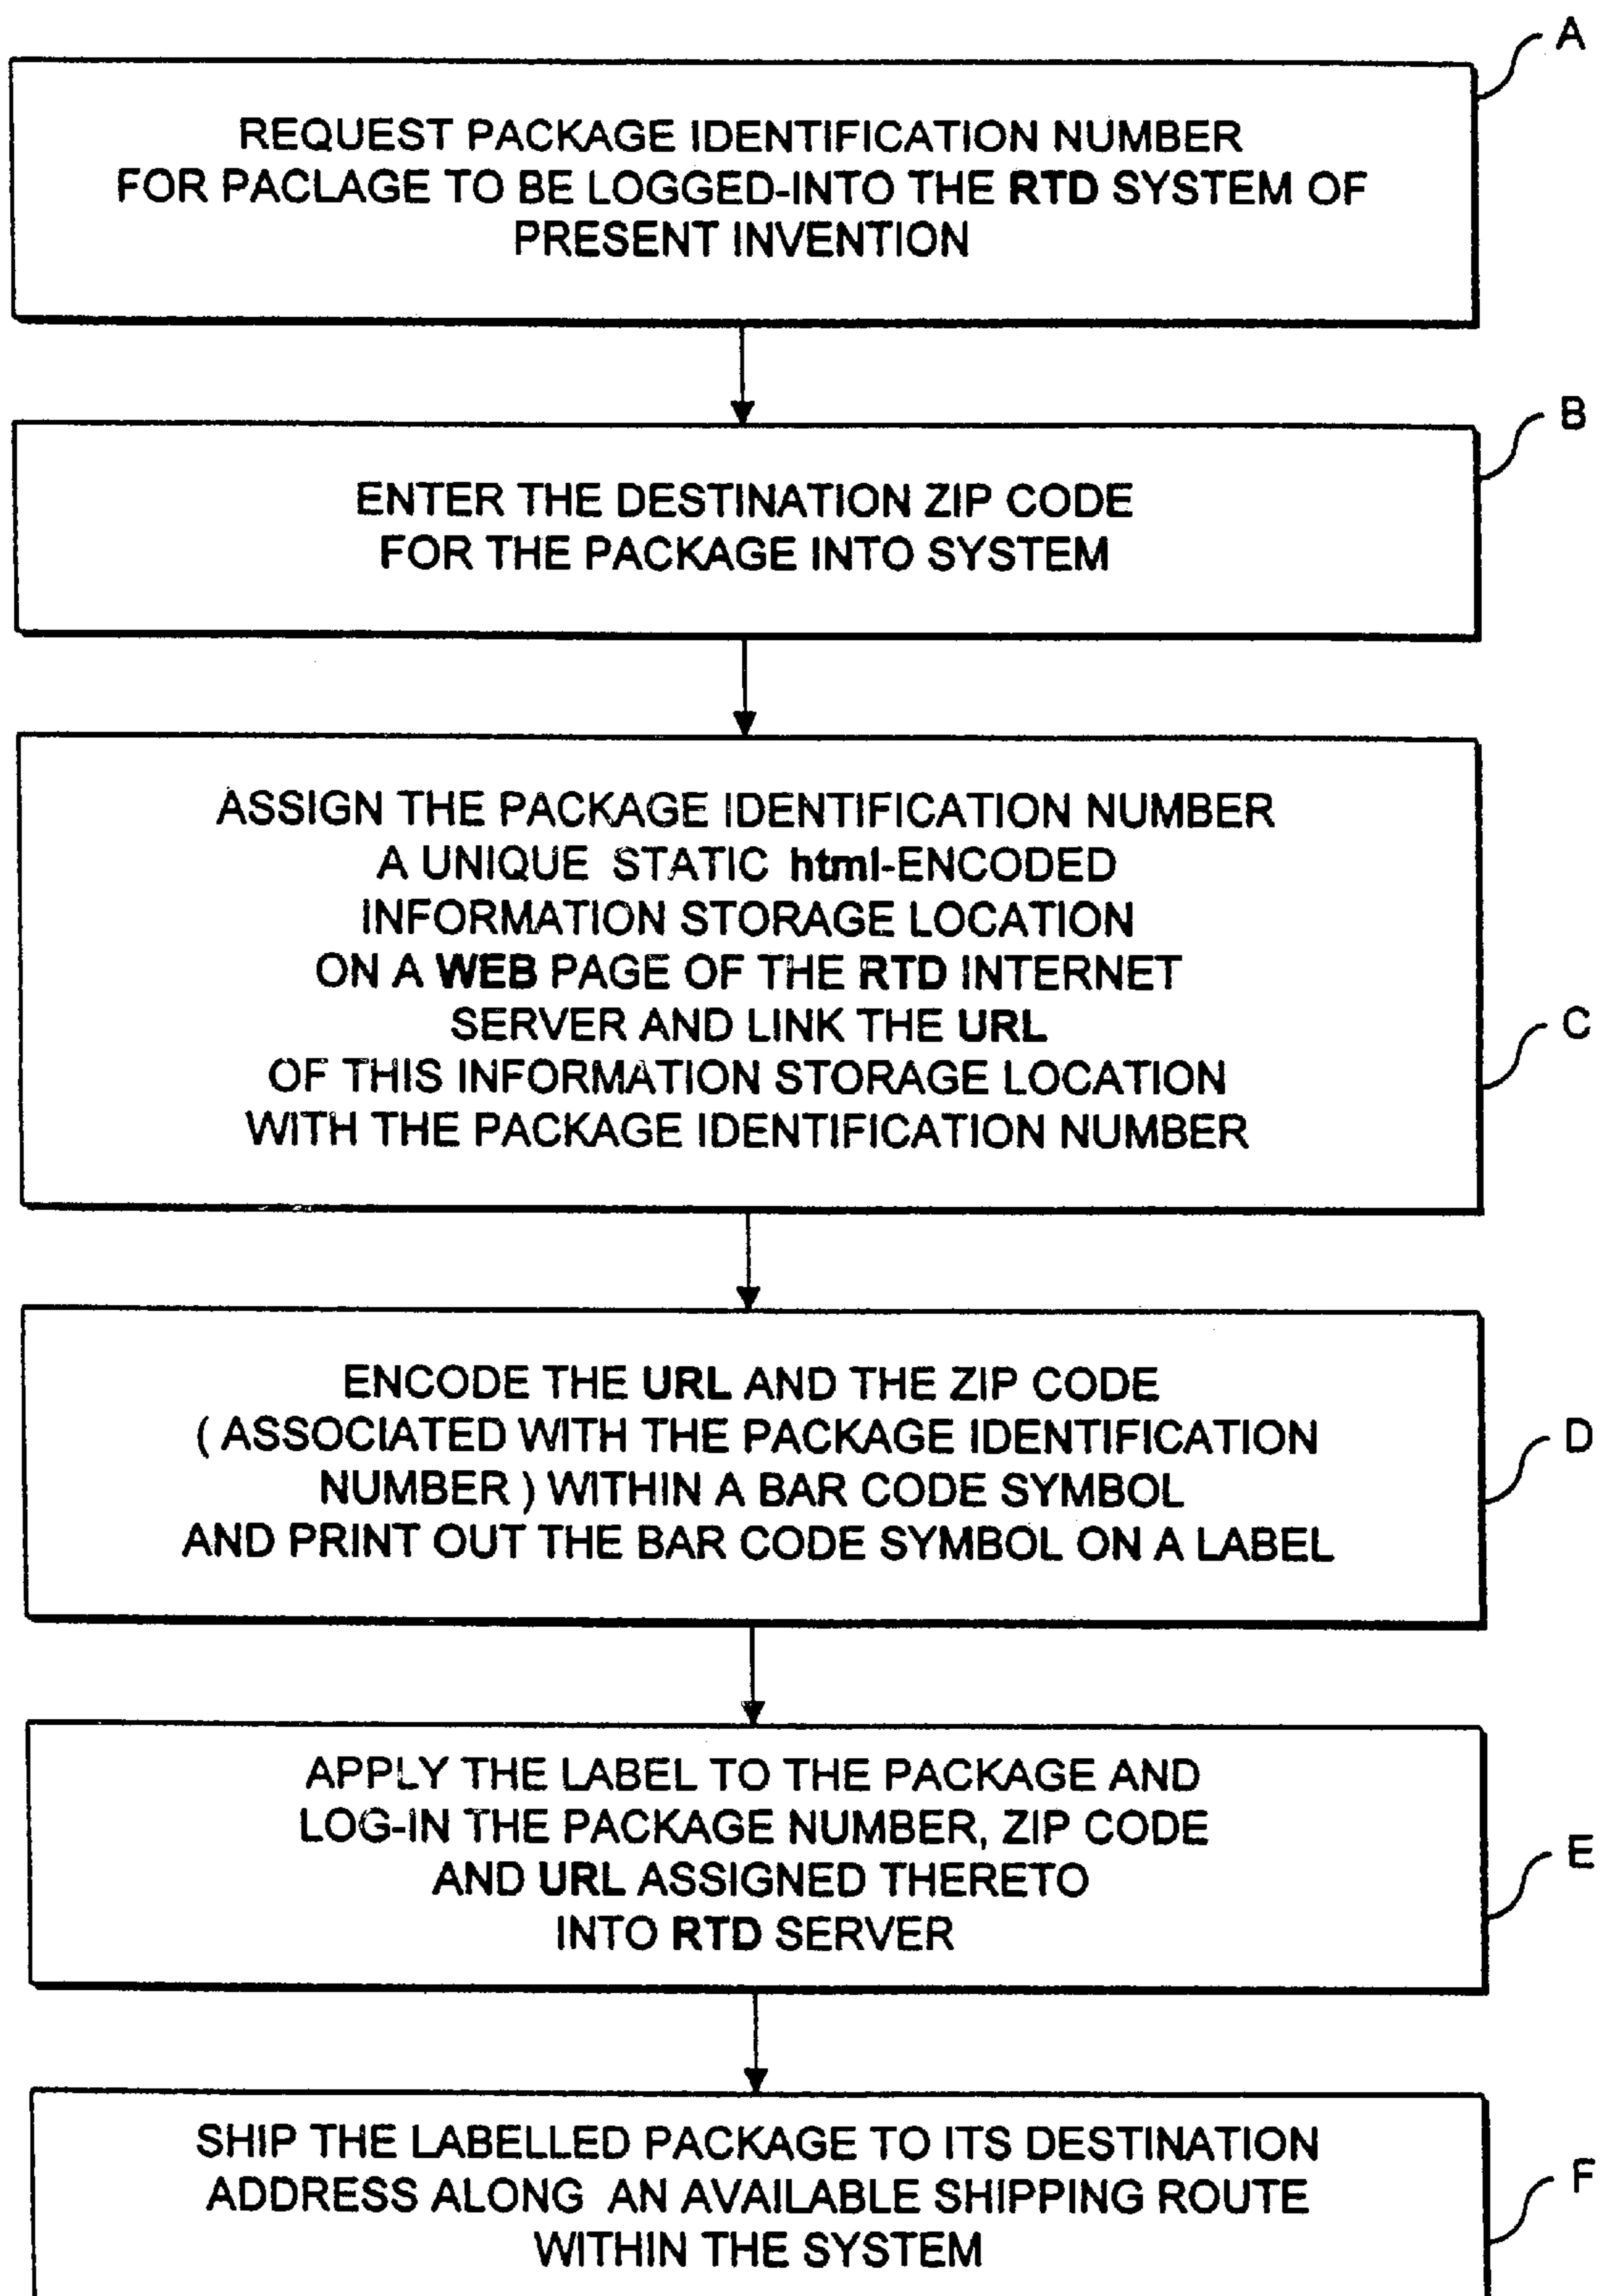 A
REQUEST PACKAGE IDENTIFICATION NUMBER
FOR PACLAGE TO BE LOGGED-INTO THE RTD SYSTEM OF
PRESENT INVENTION
B
ENTER THE DESTINATION ZIP CODE
FOR THE PACKAGE INTO SYSTEM
ASSIGN THE PACKAGE IDENTIFICATION NUMBER
A UNIQUE STATIC html-ENCODED
INFORMATION STORAGE LOCATION
ON A WEB PAGE OF THE RTD INTERNET
SERVER AND LINK THE URL
OF THIS INFORMATION STORAGE LOCATION
WITH THE PACKAGE IDENTIFICATION NUMBER
C
ENCODE THE URL AND THE ZIP CODE
( ASSOCIATED WITH THE PACKAGE IDENTIFICATION
NUMBER ) WITHIN A BAR CODE SYMBOL
AND PRINT OUT THE BAR CODE SYMBOL ON A LABEL
D
APPLY THE LABEL TO THE PACKAGE AND
LOG-IN THE PACKAGE NUMBER, ZIP CODE
AND URL ASSIGNED THERETO
INTO RTD SERVER
E
SHIP THE LABELLED PACKAGE TO ITS DESTINATION
ADDRESS ALONG AN AVAILABLE SHIPPING ROUTE
WITHIN THE SYSTEM
F